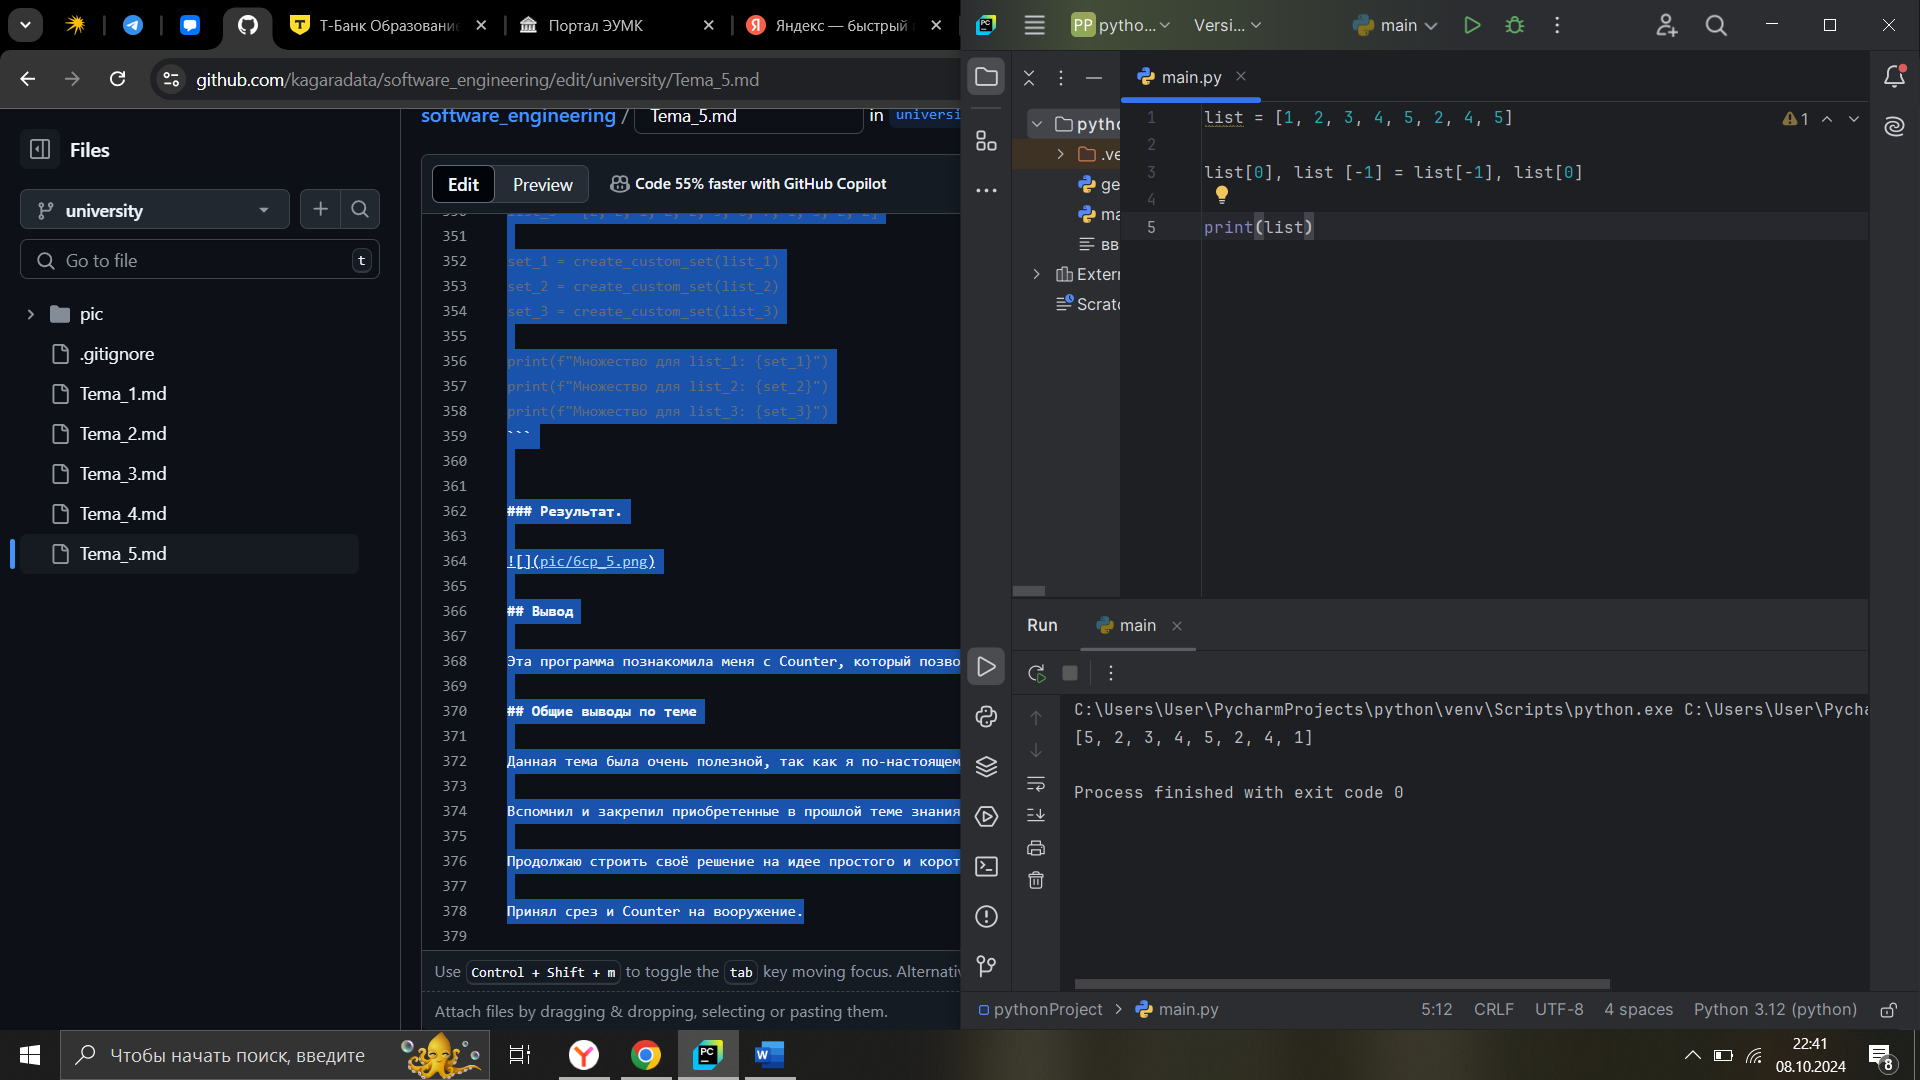 Т-Банк Образование
Портал ЭУМК
Яндекс — быстрый
github.com/kagaradata/software_engineering/edit/university/Tema_5.md
Files
university
Go to file
t
pic
.gitignore
Tema_1.md
Tema_2.md
Tema_3.md
Tema_4.md
Tema_5.md
software_engineering / Tema_5.md in universi
Edit
Preview
Code 55% faster with GitHub Copilot
351
352 set_1 = create_custom_set(list_1)
353 set_2 = create_custom_set(list_2)
354 set_3 = create_custom_set(list_3)
355
356 print(f"Множество для list_1: {set_1}")
357 print(f"Множество для list_2: {set_2}")
358 print(f"Множество для list_3: {set_3}")
359 ```
360
361
362 ### Результат.
363
364 ![](pic/6cp_5.png)
365
366 ## Вывод
367
368 Эта программа познакомила меня с Counter, который позво
369
370 ## Общие выводы по теме
371
372 Данная тема была очень полезной, так как я по-настоящем
373
374 Вспомнил и закрепил приобретенные в прошлой теме знания
375
376 Продолжаю строить своё решение на идее простого и корот
377
378 Принял срез и Counter на вооружение.
379
Use Control + Shift + m to toggle the tab key moving focus. Alternati
Attach files by dragging & dropping, selecting or pasting them.
PC
PP pytho...
Versi...
main
pytho
.ve
ge
ma
вв
Extern
Scratc
main.py
1 list = [1, 2, 3, 4, 5, 2, 4, 5]
2
3 list[0], list [-1] = list[-1], list[0]
4
5 print(list)
1
Run
main
C:\Users\User\PycharmProjects\python\venv\Scripts\python.exe C:\Users\User\Pycha
[5, 2, 3, 4, 5, 2, 4, 1]
Process finished with exit code 0
pythonProject
main.py
5:12
CRLF
UTF-8
4 spaces
Python 3.12 (python)
Чтобы начать поиск, введите
PC
W
22:41
08.10.2024
8